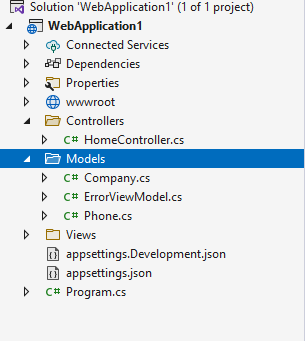 Solution 'WebApplication1' (1 of 1 project)
WebApplication1
Connected Services
Dependencies
Properties
wwwroot
Controllers
C# HomeController.cs
Models
C# Company.cs
C# ErrorViewModel.cs
C# Phone.cs
Views
appsettings.Development.json
appsettings.json
C# Program.cs